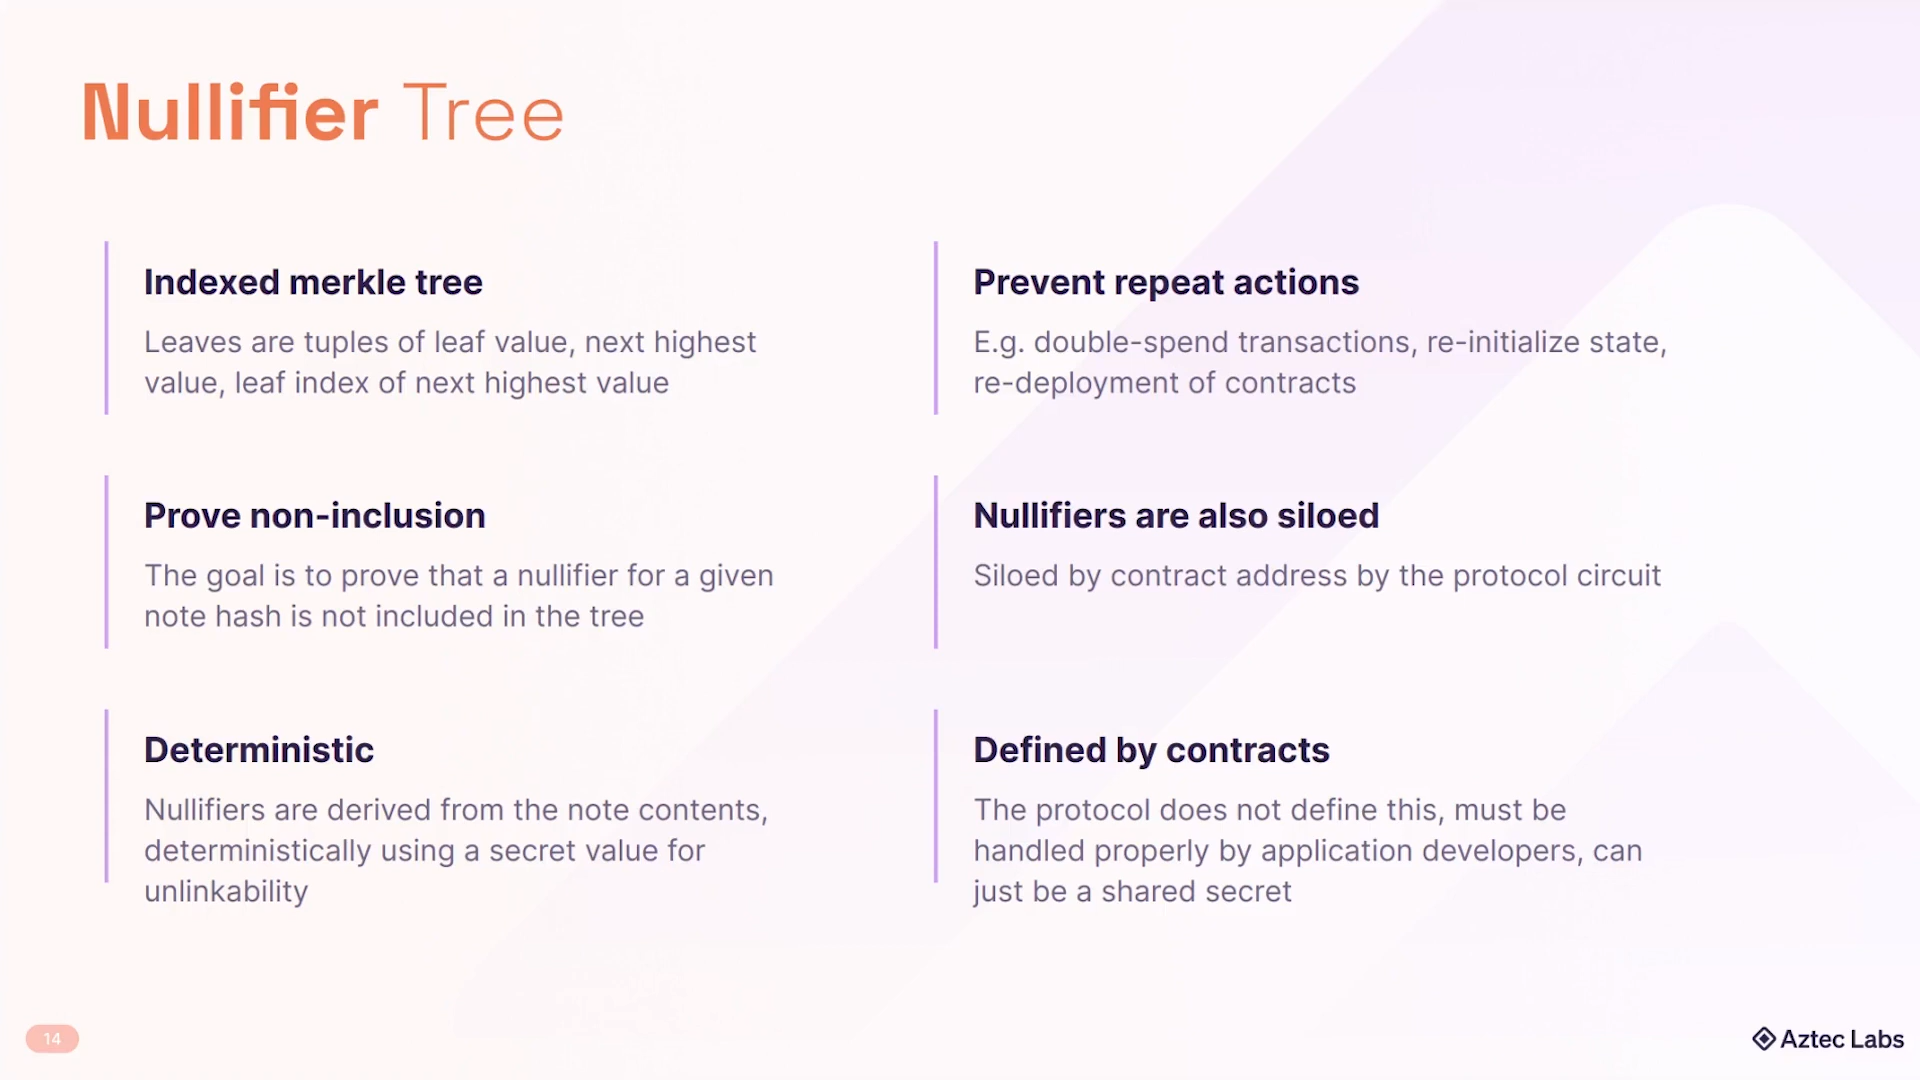 Nullifier Tree
Indexed merkle tree
Leaves are tuples of leaf value, next highest
value, leaf index of next highest value
Prove non-inclusion
The goal is to prove that a nullifier for a given
note hash is not included in the tree
Deterministic
Nullifiers are derived from the note contents,
deterministically using a secret value for
unlinkability
Prevent repeat actions
E.g. double-spend transactions, re-initialize state,
re-deployment of contracts
Nullifiers are also siloed
Siloed by contract address by the protocol circuit
Defined by contracts
The protocol does not define this, must be
handled properly by application developers, can
just be a shared secret
14
Aztec Labs